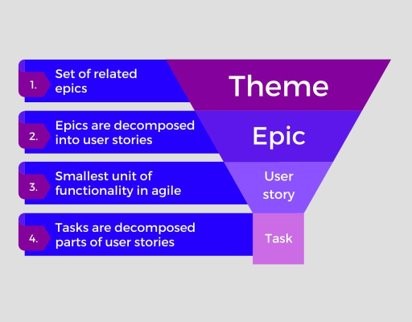 1.
Set of related
epics
Theme
2.
Epics are decomposed
into user stories
Epic
3.
Smallest unit of
functionality in agile
User
story
4.
Tasks are decomposed
parts of user stories
Task